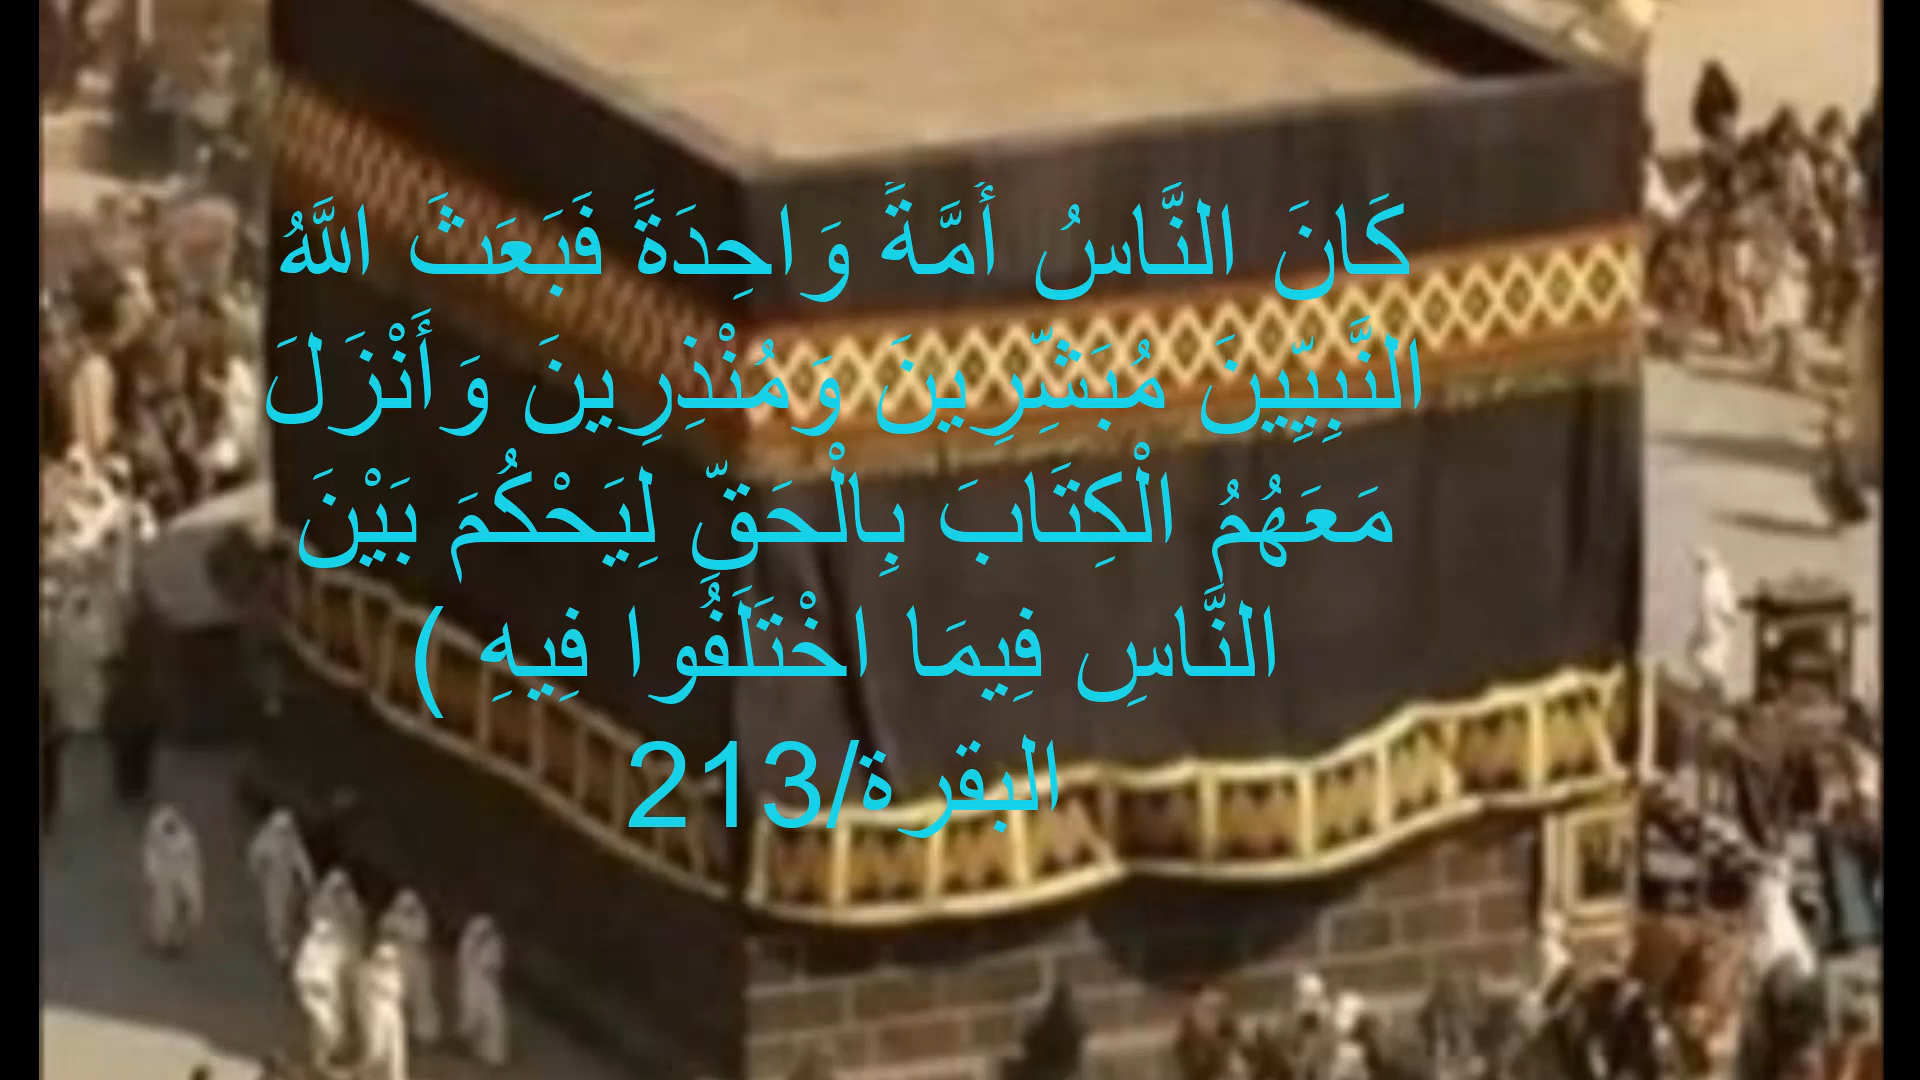 كَانَ النَّاسُ أُمَّةً وَاحِدَةً فَبَعَثَ اللَّهُ
النَّبِيِّينَ مُبَشِّرِينَ وَمُنْذِرِينَ وَأَنْزَلَ
مَعَهُمُ الْكِتَابَ بِالْحَقِّ لِيَحْكُمَ بَيْنَ
النَّاسِ فِيمَا اخْتَلَفُوا فِيهِ )
البقرة/213